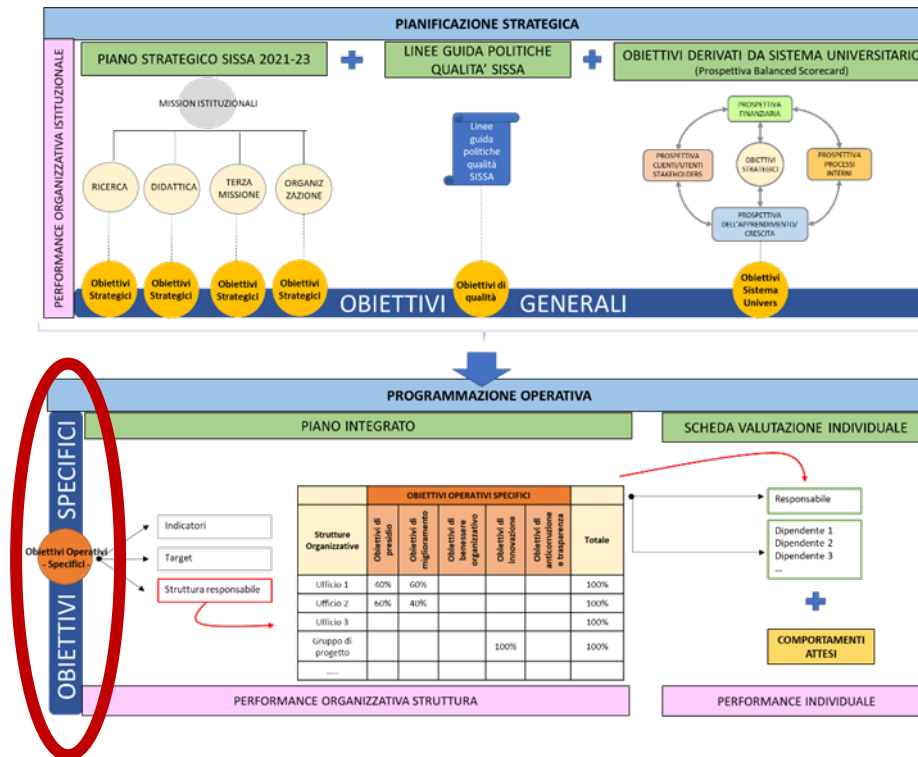 PIANIFICAZIONE STRATEGICA
PERFORMANCE ORGANIZZATIVA ISTITUZIONALE
PIANO STRATEGICO SISSA 2021-23
LINEE GUIDA POLITICHE
QUALITA’ SISSA
OBIETTIVI DERIVATI DA SISTEMA UNIVERSITARIO
(Prospettiva Balanced Scorecard)
MISSION ISTITUZIONALI
RICERCA
DIDATTICA
TERZA
MISSIONE
ORGANIZ
ZAZIONE
Linee
guida
politiche
qualità
SISSA
PROSPETTIVA
FINANZIARIA
PROSPETTIVA
CLIENTI/UTENTI
STAKEHOLDERS
OBIETTIVI
STRATEGICI
PROSPETTIVA
PROCESSI
INTERNI
PROSPETTIVA
DELL'APPRENDIMENTO/
CRESCITA
Obiettivi
Strategici
Obiettivi
Strategici
Obiettivi
Strategici
Obiettivi
Strategici
Obiettivi di
qualità
Obiettivi
Sistema
Univers
OBIETTIVI GENERALI
PROGRAMMAZIONE OPERATIVA
OBIETTIVI SPECIFICI
PIANO INTEGRATO
SCHEDA VALUTAZIONE INDIVIDUALE
Obiettivi Operativi
- Specifici -
Indicatori
Target
Struttura responsabile
OBIETTIVI OPERATIVI SPECIFICI
Strutture
Organizzative
Obiettivi di
presidio
Obiettivi di
miglioramento
Obiettivi di
benessere
organizzativo
Obiettivi di
innovazione
Obiettivi di
anticorruzione
e trasparenza
Totale
Ufficio 1 40% 60% 100%
Ufficio 2 60% 40% 100%
Ufficio 3 100%
Gruppo di
progetto 100% 100%
.....
Responsabile
Dipendente 1
Dipendente 2
Dipendente 3
...
COMPORTAMENTI
ATTESI
PERFORMANCE ORGANIZZATIVA STRUTTURA
PERFORMANCE INDIVIDUALE